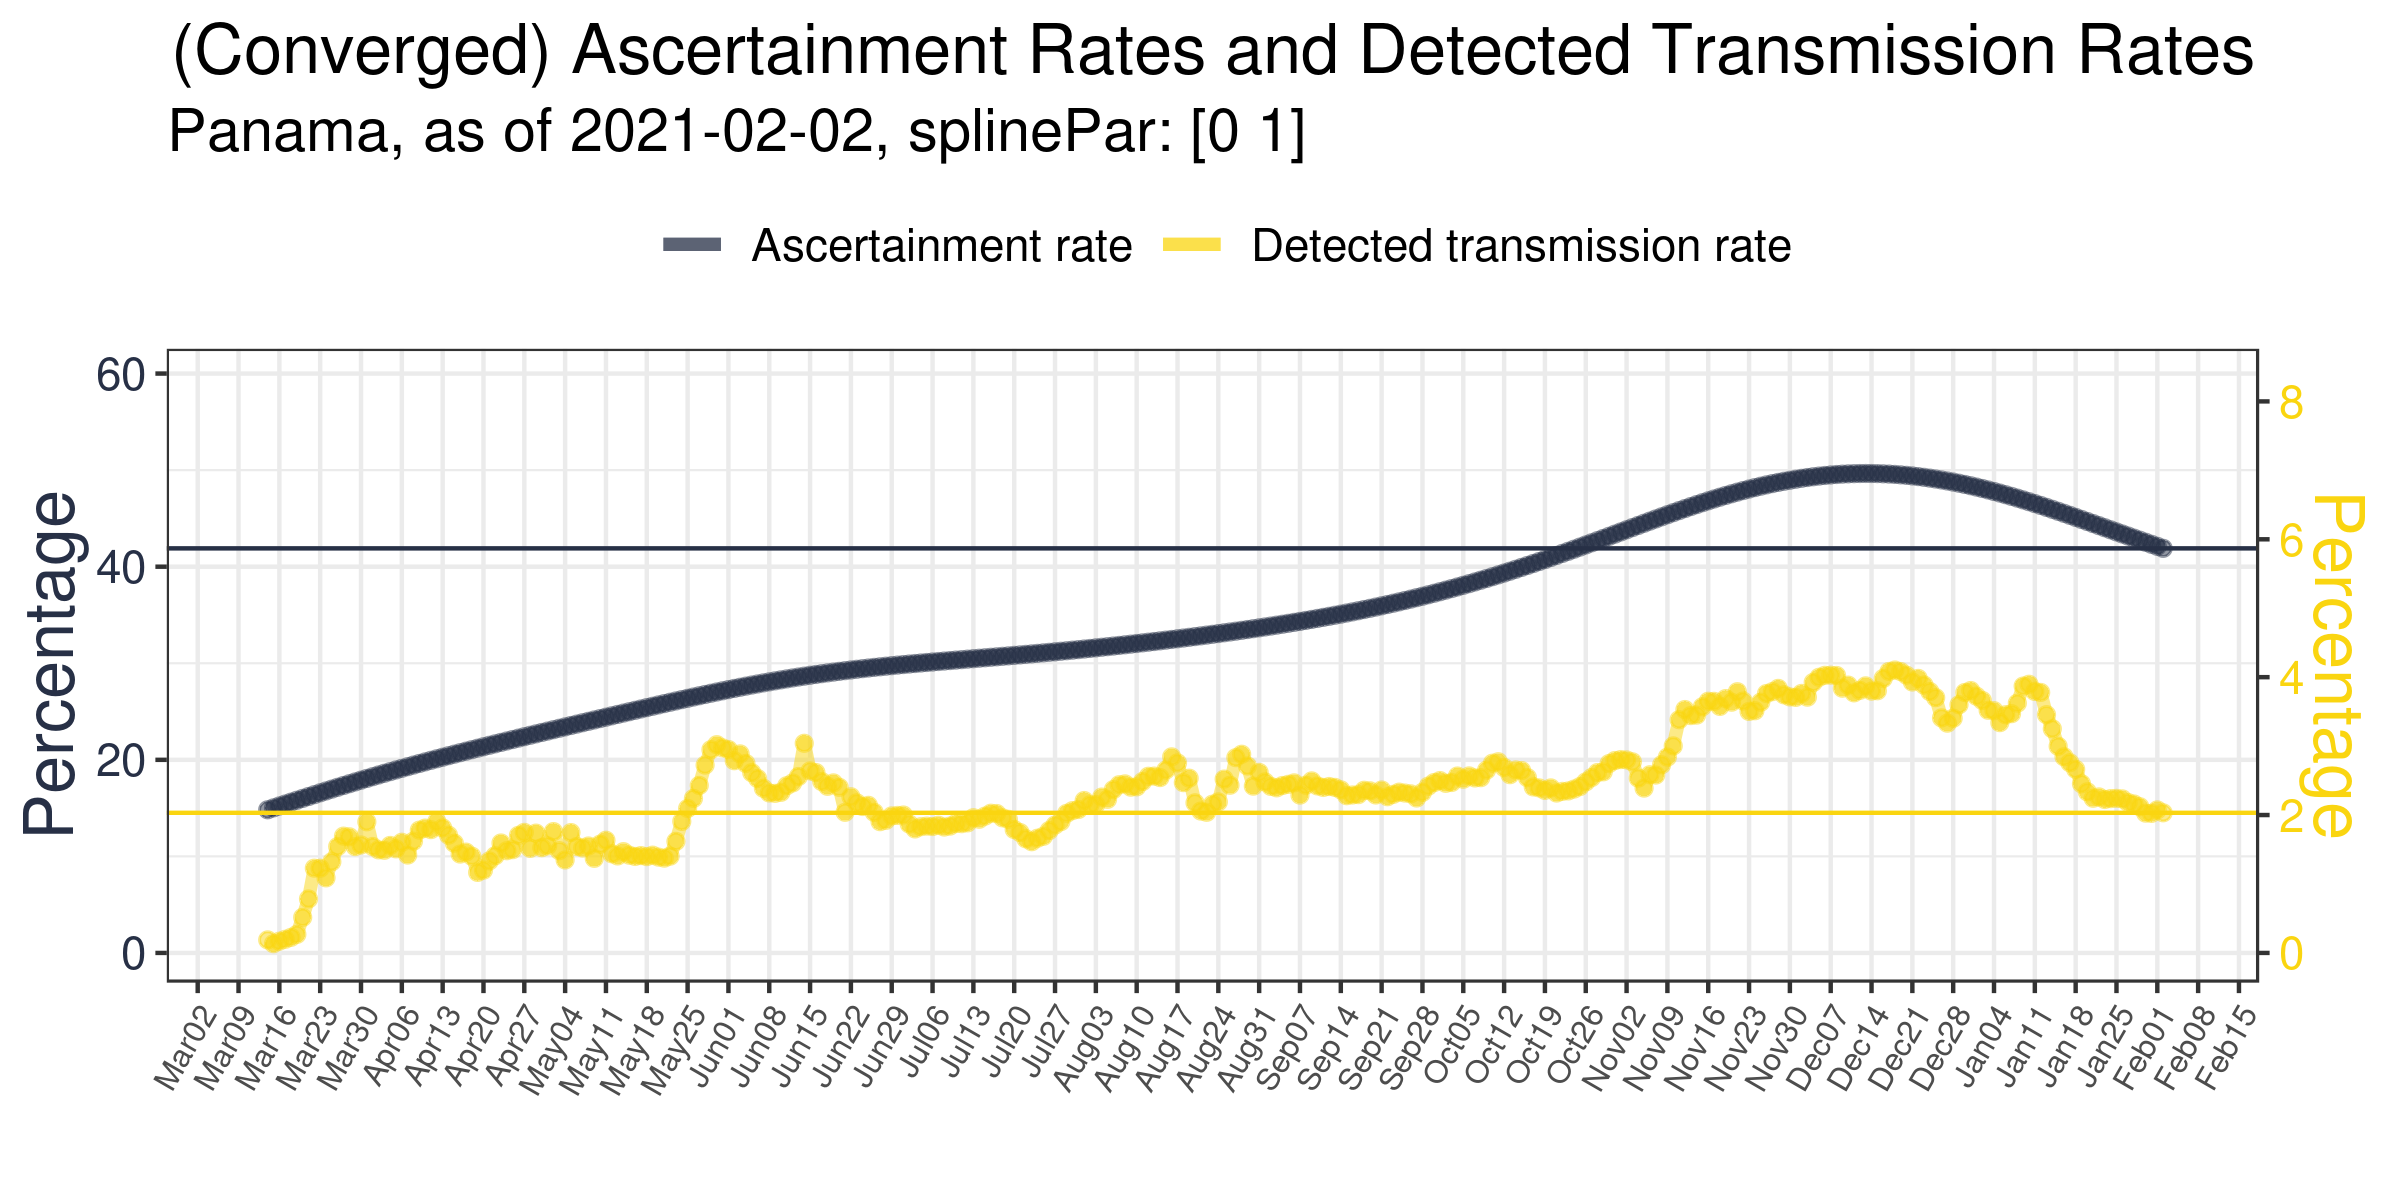 (Converged) Ascertainment Rates and Detected Transmission Rates
Panama, as of 2021-02-02, splinePar: [0 1]
Ascertainment rate Detected transmission rate
Percentage
60
40
20
0
8
6
4
2
0
Percentage
Mar02 Mar09 Mar16 Mar23 Mar30 Apr06 Apr13 Apr20 Apr27 May04 May11 May18 May25 Jun01 Jun08 Jun15 Jun22 Jun29 Jul06 Jul13 Jul20 Jul27 Aug03 Aug10 Aug17 Aug24 Aug31 Sep07 Sep14 Sep21 Sep28 Oct05 Oct12 Oct19 Oct26 Nov02 Nov09 Nov16 Nov23 Nov30 Dec07 Dec14 Dec21 Dec28 Jan04 Jan11 Jan18 Jan25 Feb01 Feb08 Feb15